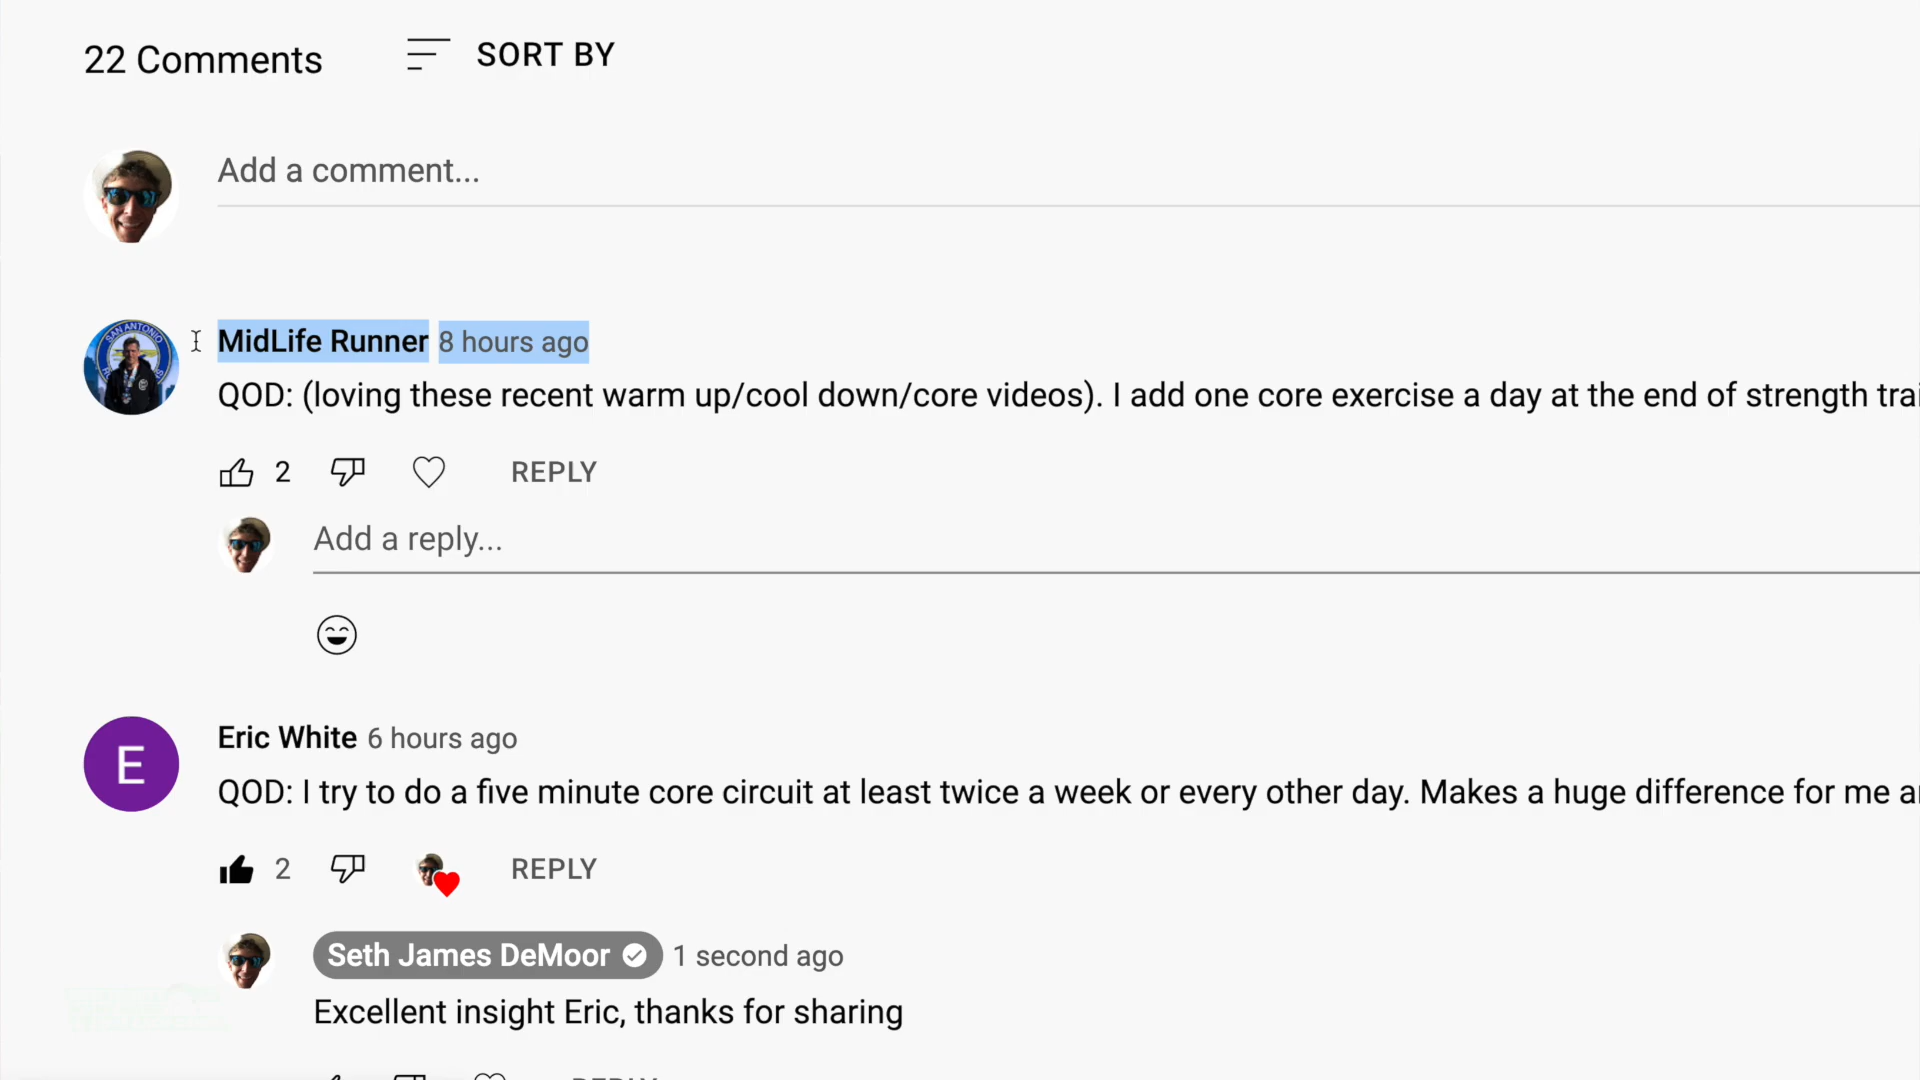 22 Comments
SORT BY
Add a comment...
SAN ANTONIO
MidLife Runner 8 hours ago
QOD: (loving these recent warm up/cool down/core videos). I add one core exercise a day at the end of strength
2
REPLY
Add a reply...
E
Eric White 6 hours ago
QOD: I try to do a five minute core circuit at least twice a week or every other day. Makes a huge difference for me
2
REPLY
Seth James DeMoor 1 second ago
Excellent insight Eric, thanks for sharing